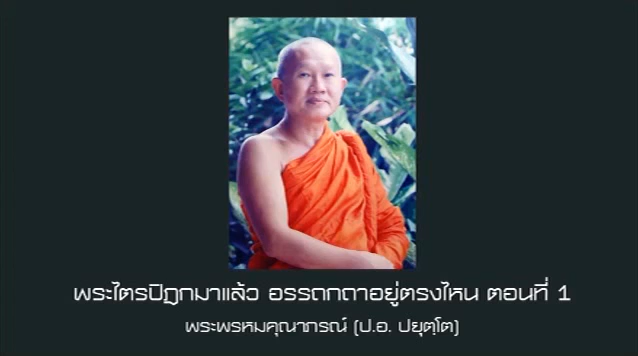 พระไตรปิฎกมาแล้ว อรรถกถาอยู่ตรงไหน ตอนที่ 1
พระพรหมคุณาภรณ์ (ป.อ. ปยุตฺโต)